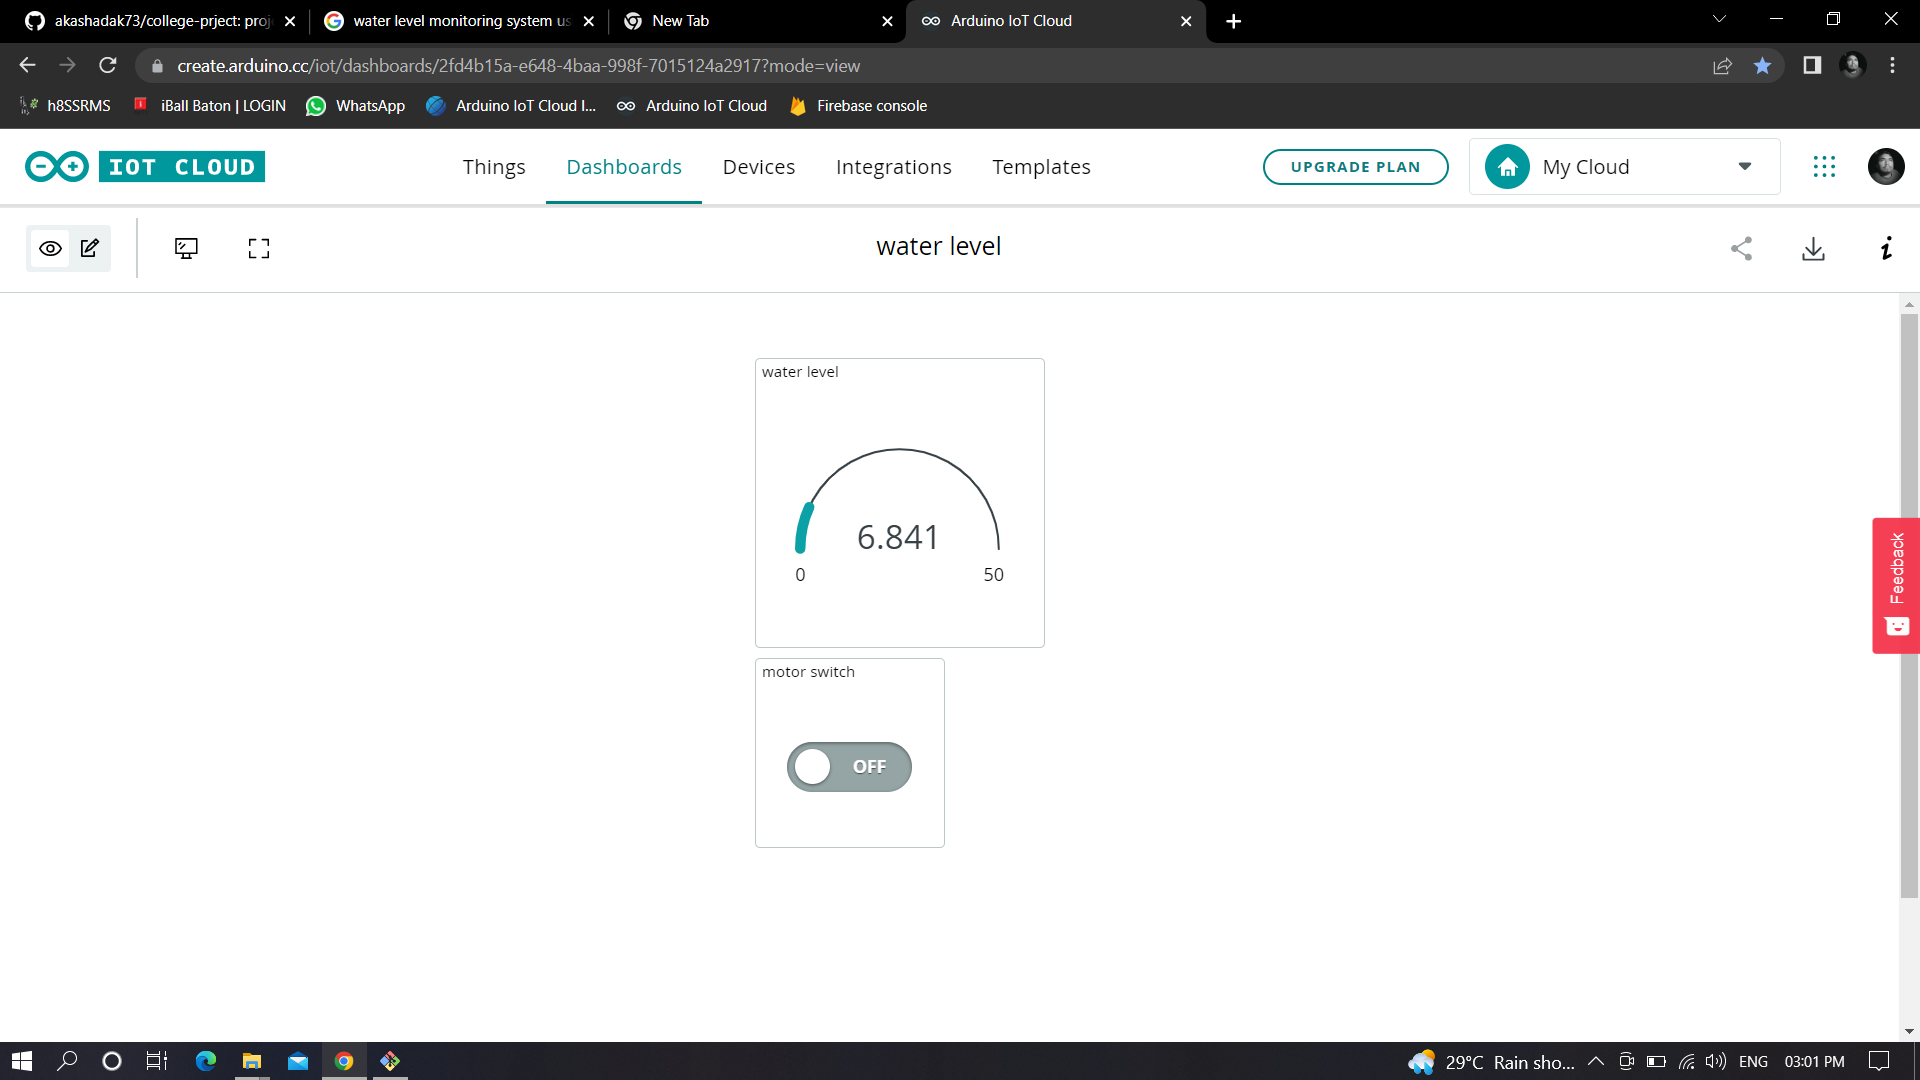 akashadak73/college-prject: proj
water level monitoring system us
New Tab
Arduino IoT Cloud
create.arduino.cc/iot/dashboards/2fd4b15a-e648-4baa-998f-7015124a2917?mode=view
h8SSRMS
iBall Baton | LOGIN
WhatsApp
Arduino IoT Cloud I...
Arduino IoT Cloud
Firebase console
IOT CLOUD
Things
Dashboards
Devices
Integrations
Templates
UPGRADE PLAN
My Cloud
water level
water level
6.841
0
50
Feedback
motor switch
OFF
29°C Rain sho...
ENG
03:01 PM